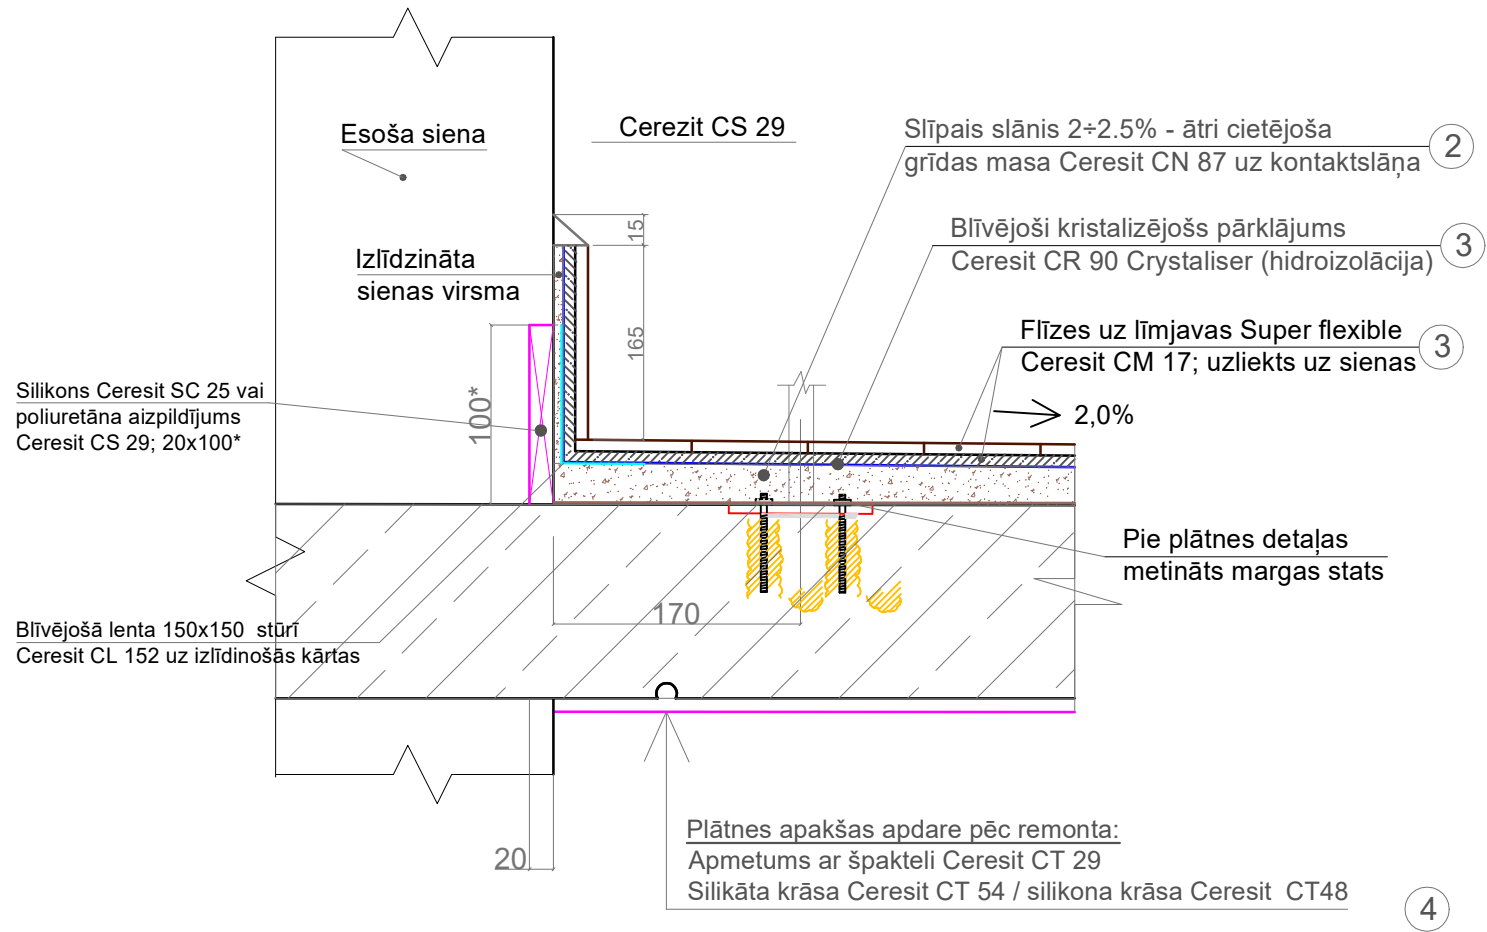 Esoša siena
Cerezit CS 29
Slīpais slānis 2÷2.5% - ātri cietējoša
grīdas masa Ceresit CN 87 uz kontaktslāņa
2
15
Blīvējoši kristalizējošs pārklājums
Ceresit CR 90 Crystaliser (hidroizolācija)
3
Izlīdzināta
sienas virsma
165
Flīzes uz līmjavas Super flexible
Ceresit CM 17; uzliekts uz sienas
3
Silikons Ceresit SC 25 vai
poliuretāna aizpildījums
Ceresit CS 29; 20x100*
100*
2,0%
Pie plātnes detaļas
metināts margas stats
170
Blīvējošā lenta 150x150 stūrī
Ceresit CL 152 uz izlīdinošās kārtas
20
Plātnes apakšas apdare pēc remonta:
Apmetums ar špakteli Ceresit CT 29
Silikāta krāsa Ceresit CT 54 / silikona krāsa Ceresit CT48
4